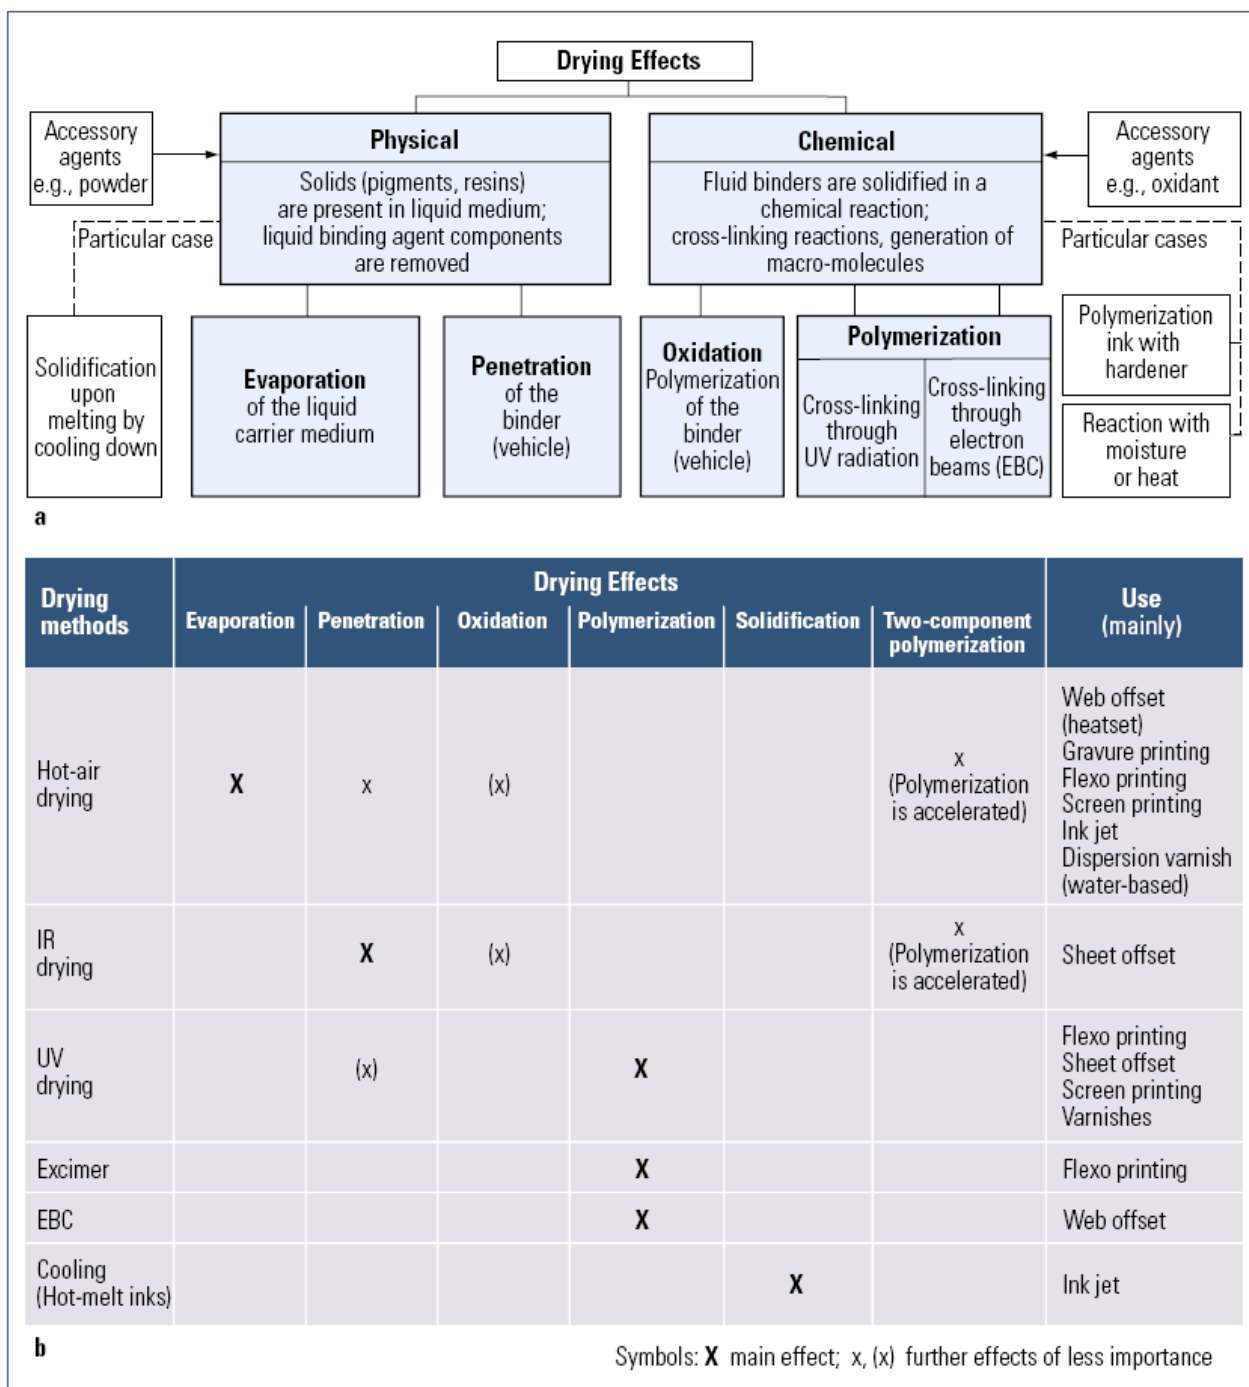 Drying Effects
Accessory
agents
e.g., powder
Physical
Solids (pigments, resins)
are present in liquid medium;
liquid binding agent components
are removed
Chemical
Fluid binders are solidified in a
chemical reaction;
cross-linking reactions, generation of
macro-molecules
Accessory
agents
e.g., oxidant
Particular case
Particular cases
Solidification
upon
melting by
cooling down
Evaporation
of the liquid
carrier medium
Penetration
of the
binder
(vehicle)
Oxidation
Polymerization
of the
binder
(vehicle)
Polymerization
Cross-linking
through
UV radiation
Cross-linking
through
electron
beams (EBC)
Polymerization
ink with
hardener
Reaction with
moisture
or heat
a
Drying
methods
Drying Effects
Evaporation
Penetration
Oxidation
Polymerization
Solidification
Two-component
polymerization
Use
(mainly)
Hot-air
drying
X
x
(x)
x
(Polymerization
is accelerated)
Web offset
(heatset)
Gravure printing
Flexo printing
Screen printing
Ink jet
Dispersion varnish
(water-based)
IR
drying
X
(x)
x
(Polymerization
is accelerated)
Sheet offset
UV
drying
(x)
X
Flexo printing
Sheet offset
Screen printing
Varnishes
Excimer
X
Flexo printing
EBC
X
Web offset
Cooling
(Hot-melt inks)
X
Ink jet
b
Symbols: X main effect; x, (x) further effects of less importance